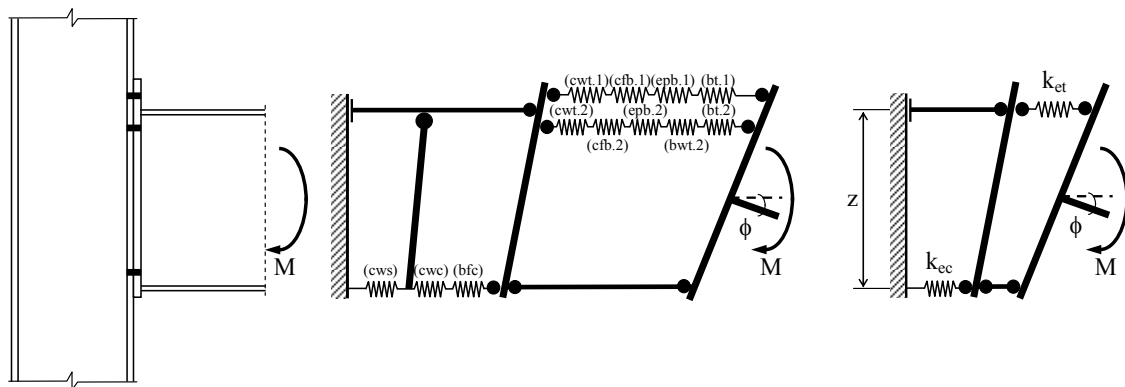 M
(cwt.1) (cfb.1) (epb.1) (bt.1)
(cwt.2) (epb.2) (bt.2)
(cfb.2) (bwt.2)
(cws) (cwc) (bfc)
ϕ
M
k_et
z
k_ec
ϕ
M